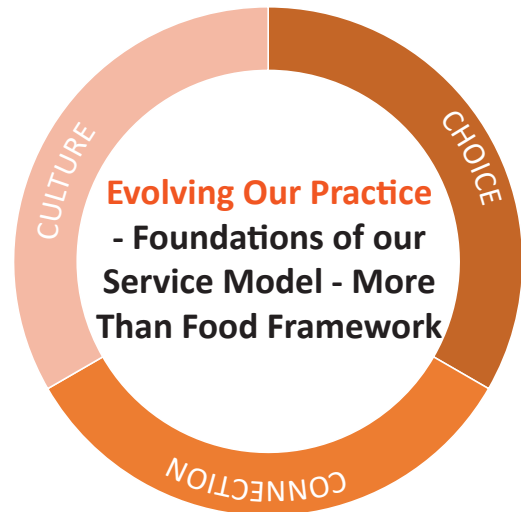 CULTURE
CHOICE
Evolving Our Practice
- Foundations of our
Service Model - More
Than Food Framework
CONNECTION